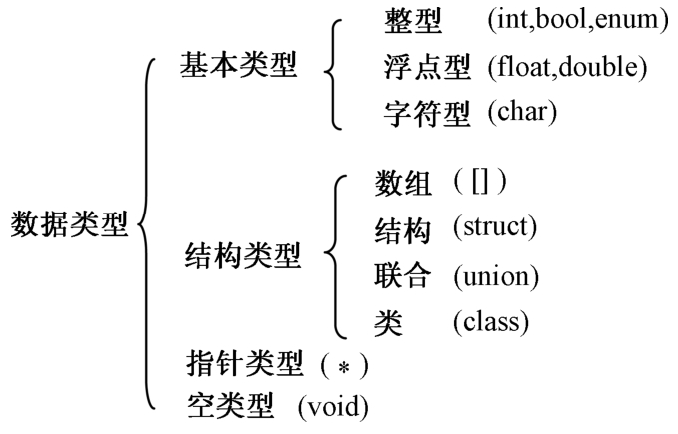 数据类型
基本类型
整型 (int,bool,enum)
浮点型 (float,double)
字符型 (char)
结构类型
数组 ([])
结构 (struct)
联合 (union)
类 (class)
指针类型 (*)
空类型 (void)